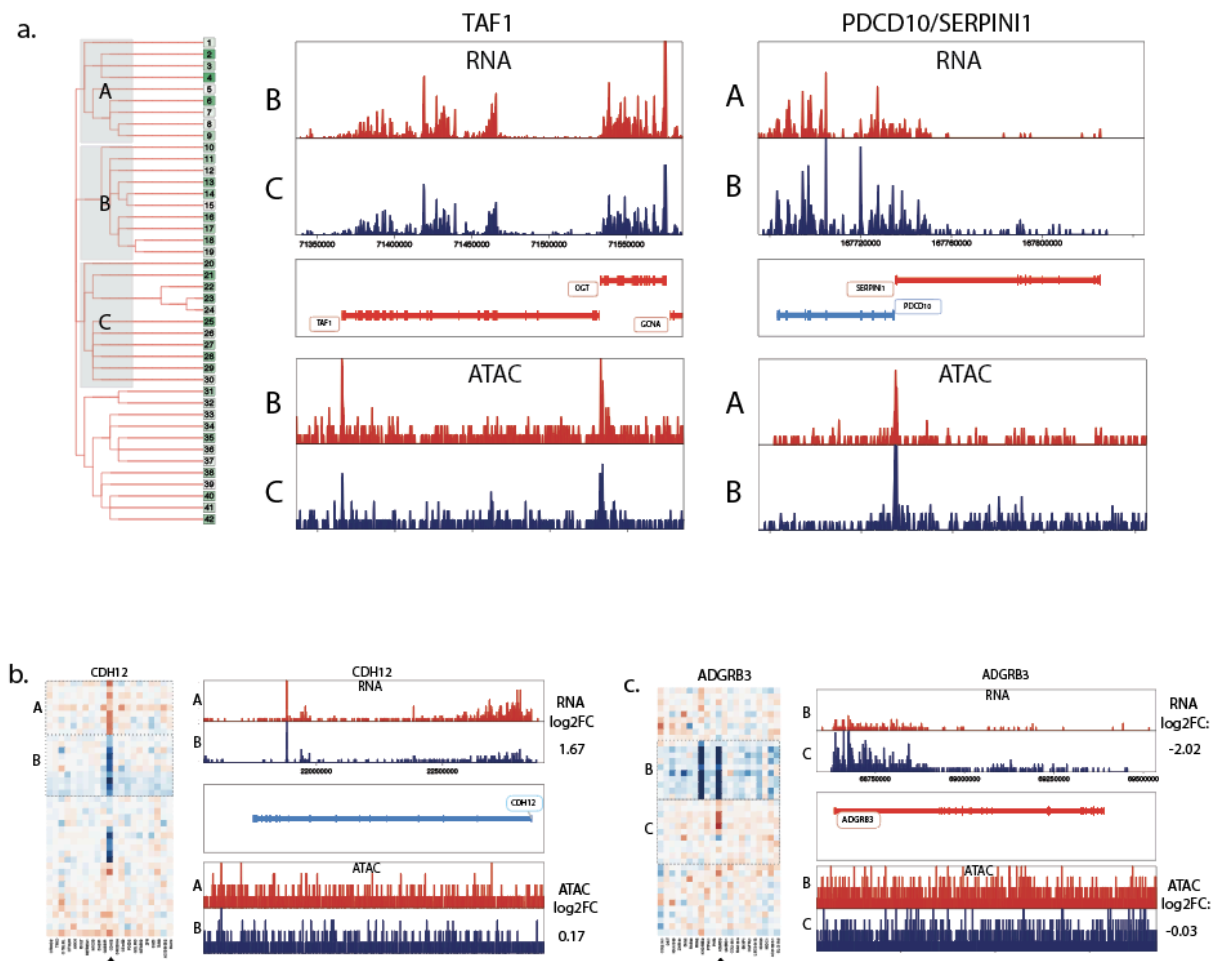 a.
A
B
C
1
2
3
4
5
6
7
8
9
10
11
12
13
14
15
16
17
18
19
20
21
22
23
24
25
26
27
28
29
30
31
32
33
34
35
36
37
38
39
40
41
42
TAF1
RNA
B
C
71350000 71400000 71450000 71500000 71550000
OGT
TAF1
GCNA
ATAC
B
C
PDCD10/SERPINI1
RNA
A
B
167720000 167760000 167800000
SERPINI1
PDCD10
ATAC
A
B
b.
CDH12
A
B
CDH12
RNA
A
B
22000000 22500000
RNA
log2FC
1.67
CDH12
ATAC
A
B
ATAC
log2FC
0.17
c.
ADGRB3
B
C
ADGRB3
RNA
B
C
68750000 69000000 69250000 69500000
RNA
log2FC:
-2.02
ADGRB3
ATAC
B
C
ATAC
log2FC:
-0.03